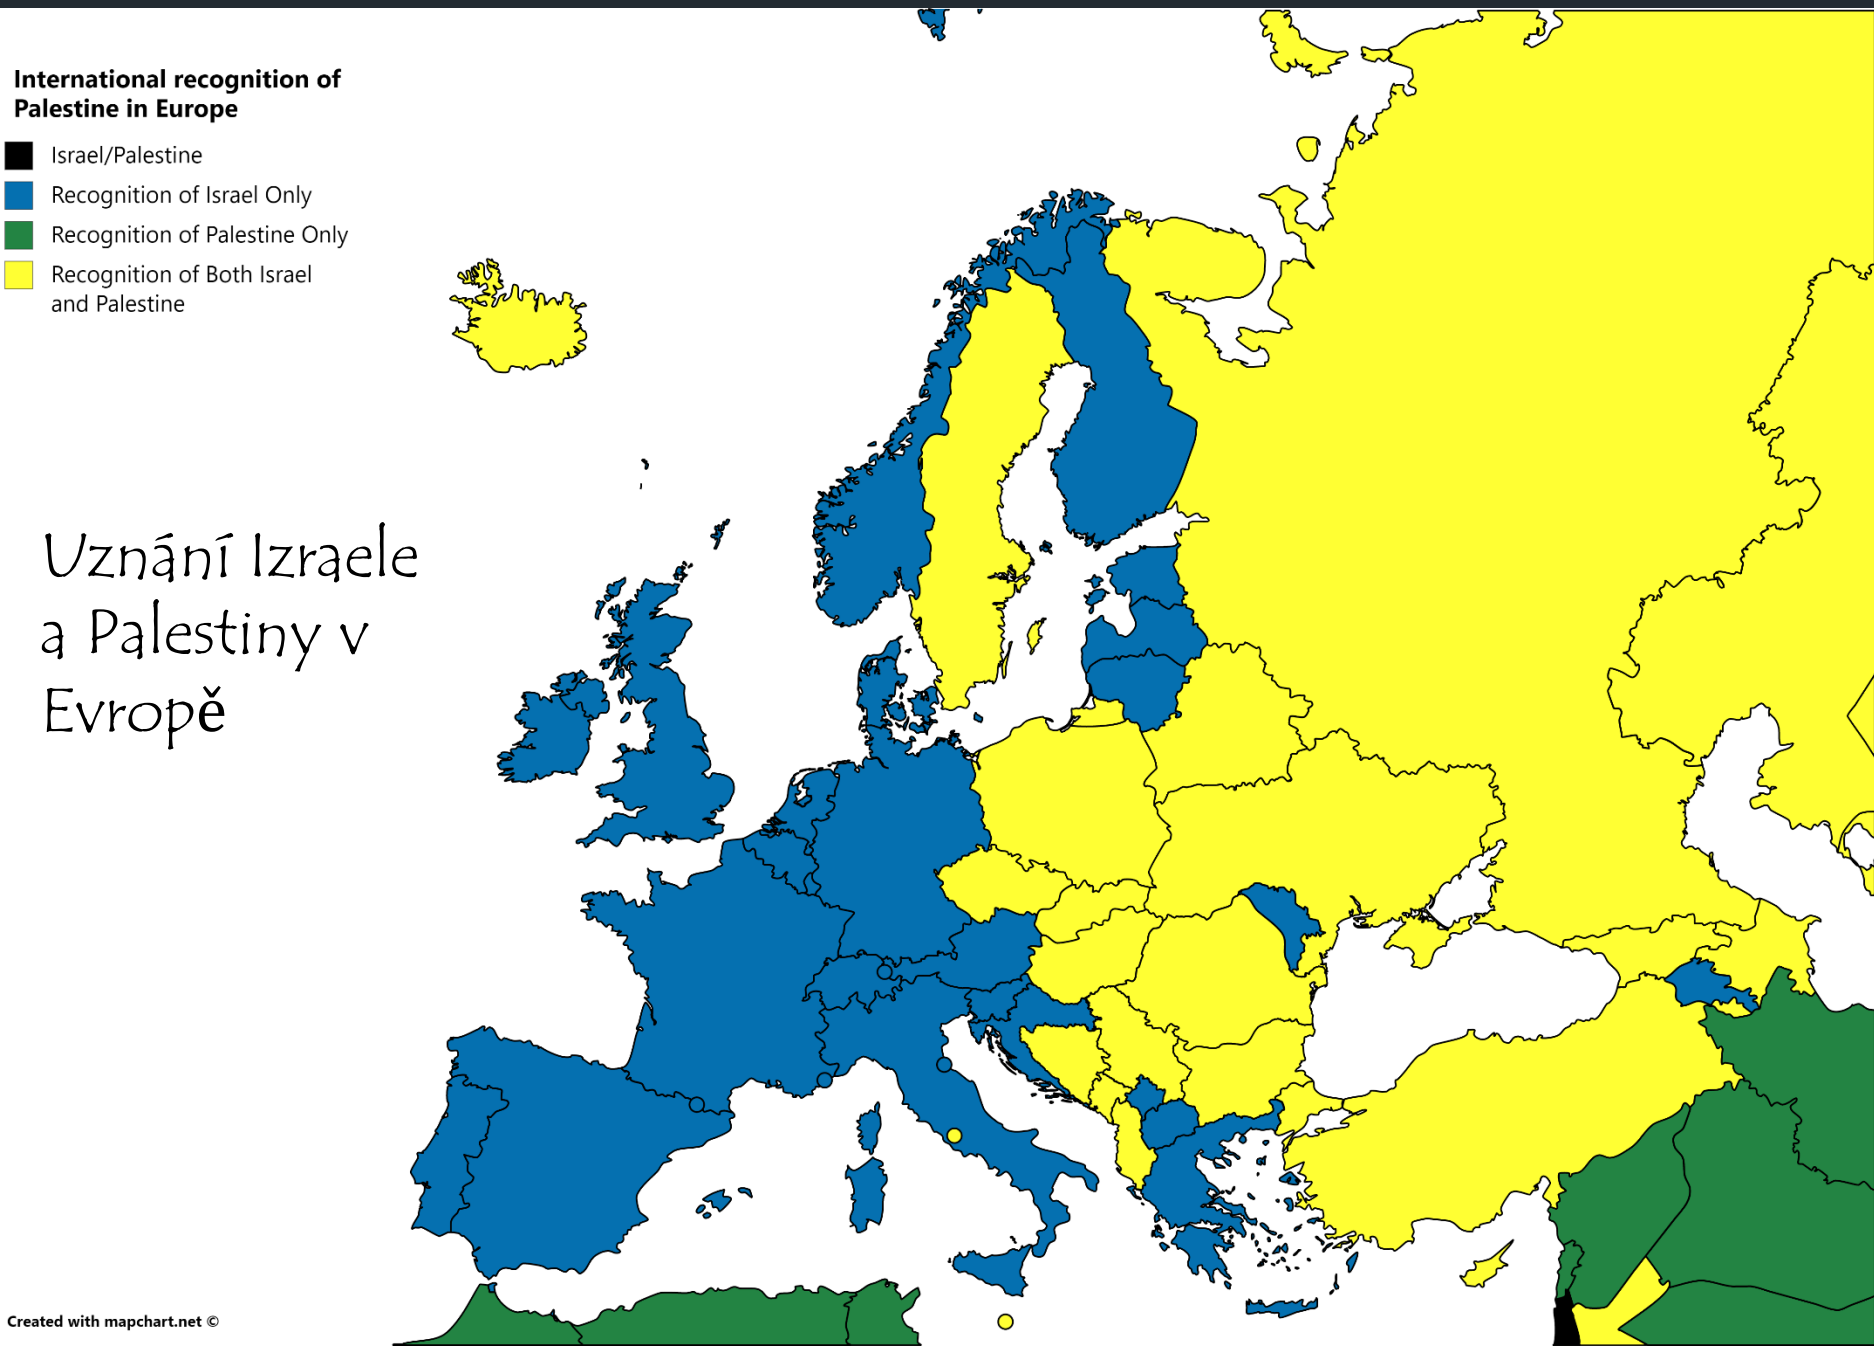 International recognition of
Palestine in Europe
Israel/Palestine
Recognition of Israel Only
Recognition of Palestine Only
Recognition of Both Israel
and Palestine
Uznání Izraele
a Palestiny v
Evropě
Created with mapchart.net ©